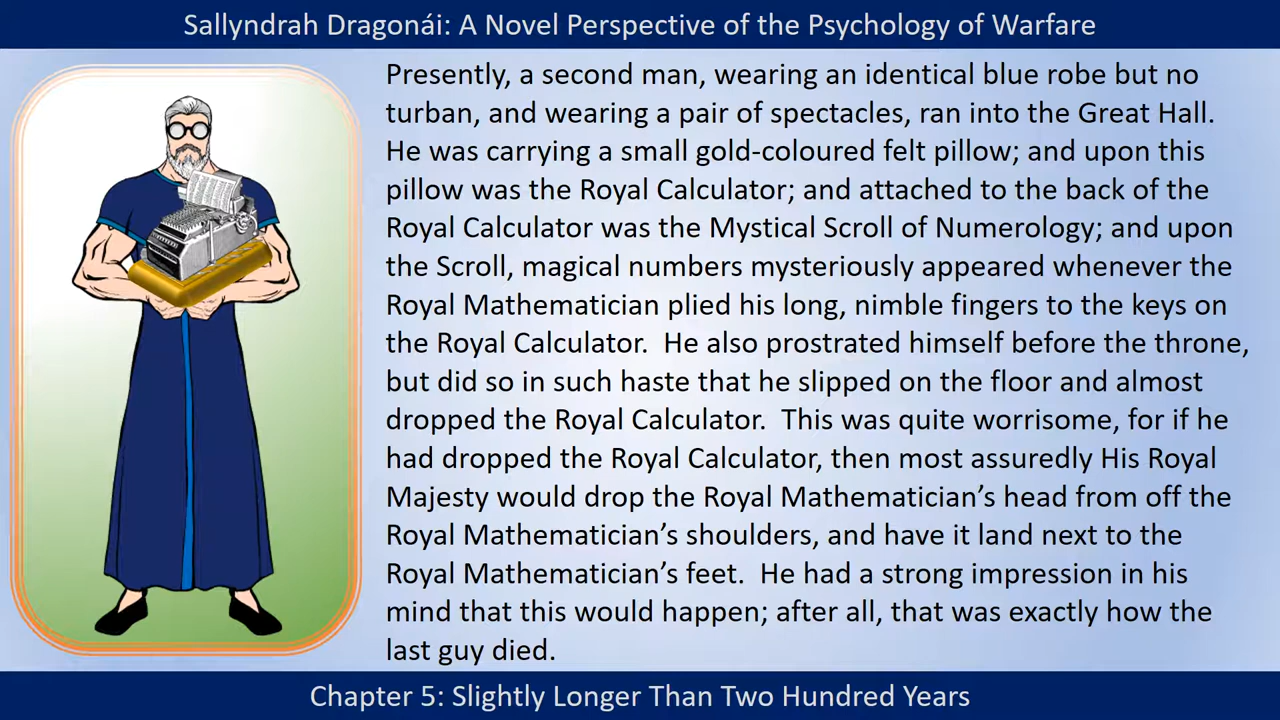 Sallyndrah Dragonái: A Novel Perspective of the Psychology of Warfare
Presently, a second man, wearing an identical blue robe but no
turban, and wearing a pair of spectacles, ran into the Great Hall.
He was carrying a small gold-coloured felt pillow; and upon this
pillow was the Royal Calculator; and attached to the back of the
Royal Calculator was the Mystical Scroll of Numerology; and upon
the Scroll, magical numbers mysteriously appeared whenever the
Royal Mathematician plied his long, nimble fingers to the keys on
the Royal Calculator.  He also prostrated himself before the throne,
but did so in such haste that he slipped on the floor and almost
dropped the Royal Calculator.  This was quite worrisome, for if he
had dropped the Royal Calculator, then most assuredly His Royal
Majesty would drop the Royal Mathematician’s head from off the
Royal Mathematician’s shoulders, and have it land next to the
Royal Mathematician’s feet.  He had a strong impression in his
mind that this would happen; after all, that was exactly how the
last guy died.
Chapter 5: Slightly Longer Than Two Hundred Years